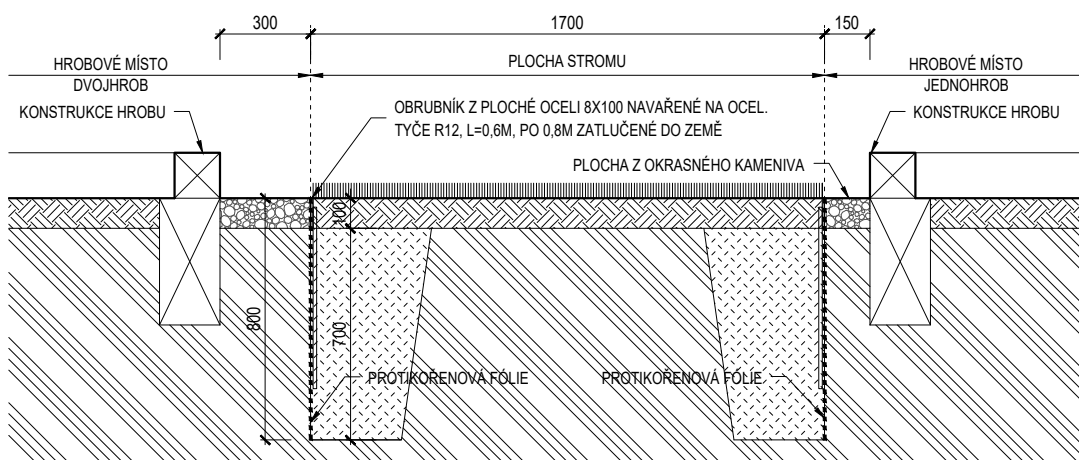 300
1700
150
HROBOVÉ MÍSTO
DVOJHROB
PLOCHA STROMU
HROBOVÉ MÍSTO
JEDNOHROB
KONSTRUKCE HROBU
OBRUBNÍK Z PLOCHÉ OCELI 8X100 NAVAŘENÉ NA OCEL.
TYČE R12, L=0,6M, PO 0,8M ZATLUČENÉ DO ZEMĚ
KONSTRUKCE HROBU
PLOCHA Z OKRASNÉHO KAMENIVA
100
800
700
PROTIKOŘENOVÁ FÓLIE
PROTIKOŘENOVÁ FÓLIE